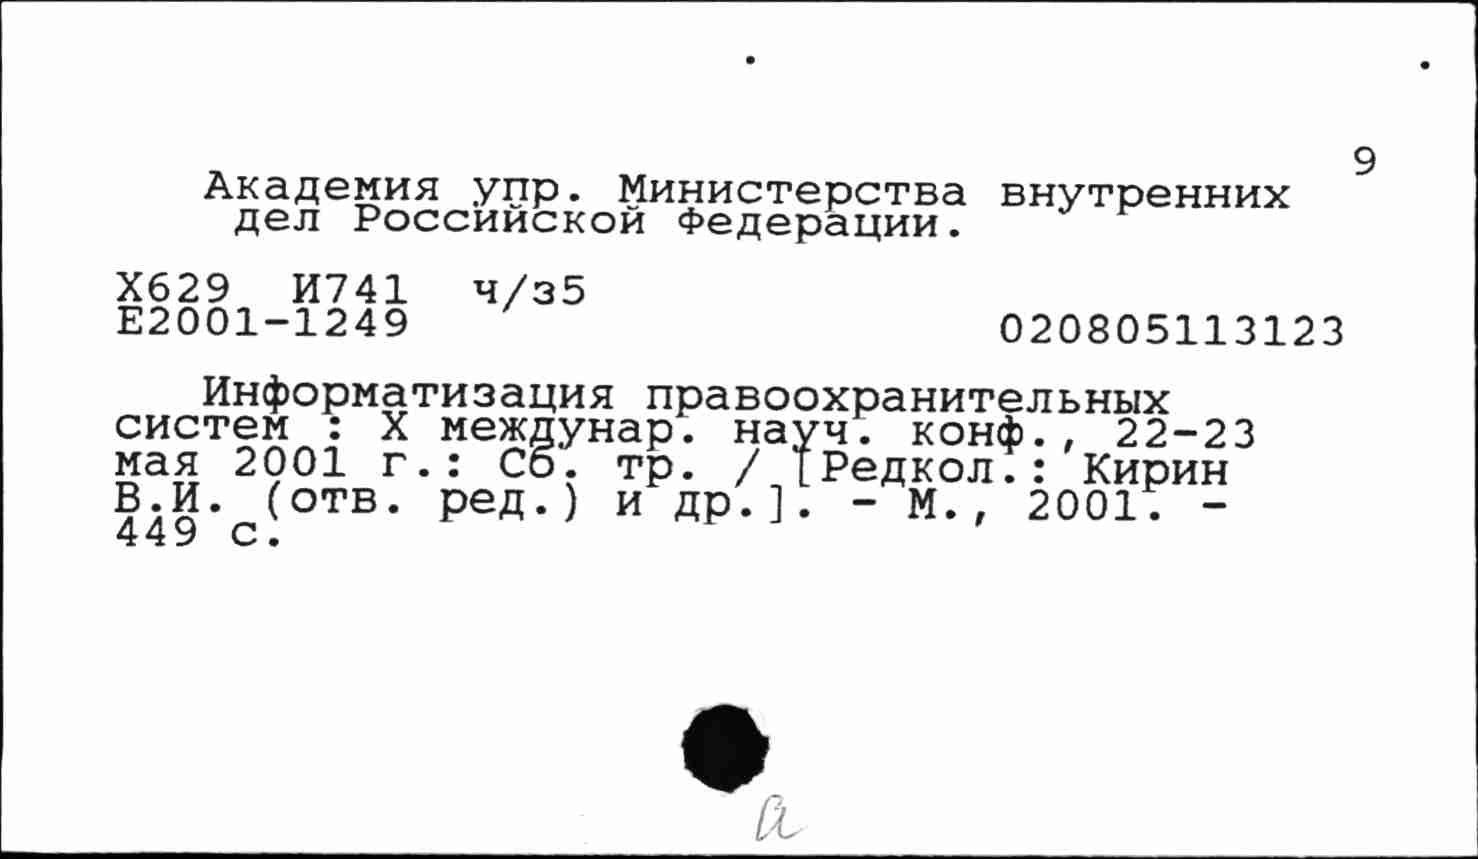 9
Академия упр. Министерства внутренних
дел Российской Федерации.
Х629 И741 ч/з5
Е2001-1249
020805113123
Информатизация правоохранительных
систем : X междунар. науч. конф., 22-23
мая 2001 г.: Сб. тр. / [Редкол.: Кирин
В.И. (отв. ред.) и др.]. - М., 2001. -
449 с.
а